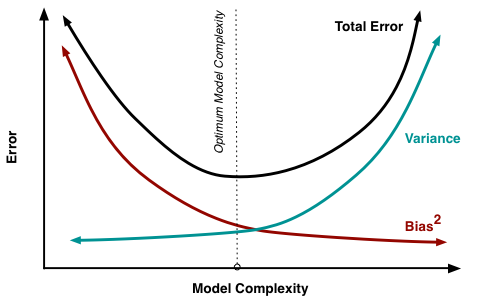 Total Error
Optimum Model Complexity
Variance
Error
Bias²
Model Complexity